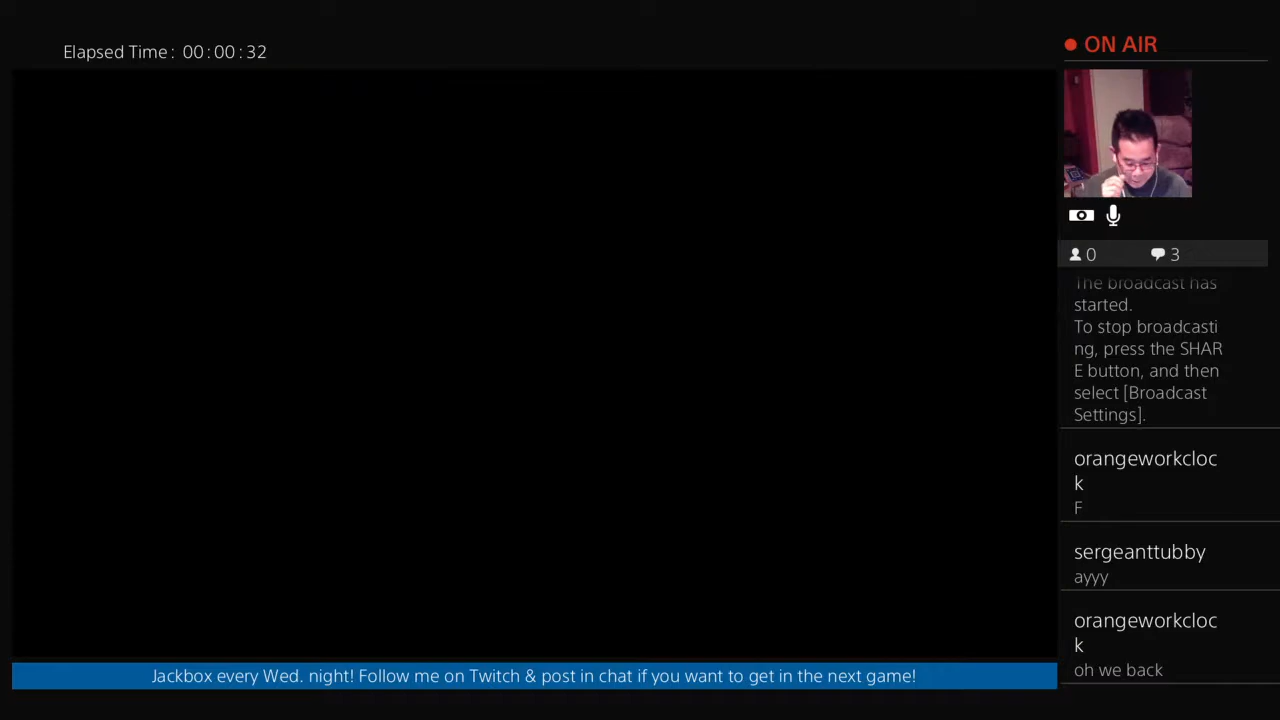 Elapsed Time: 00:00:32
ON AIR
0 3
The broadcast has
started.
To stop broadcasti
ng, press the SHAR
E button, and then
select [Broadcast
Settings].
orangeworkcloc
k
F
sergeanttubby
ayyy
orangeworkcloc
k
oh we back
Jackbox every Wed. night! Follow me on Twitch & post in chat if you want to get in the next game!